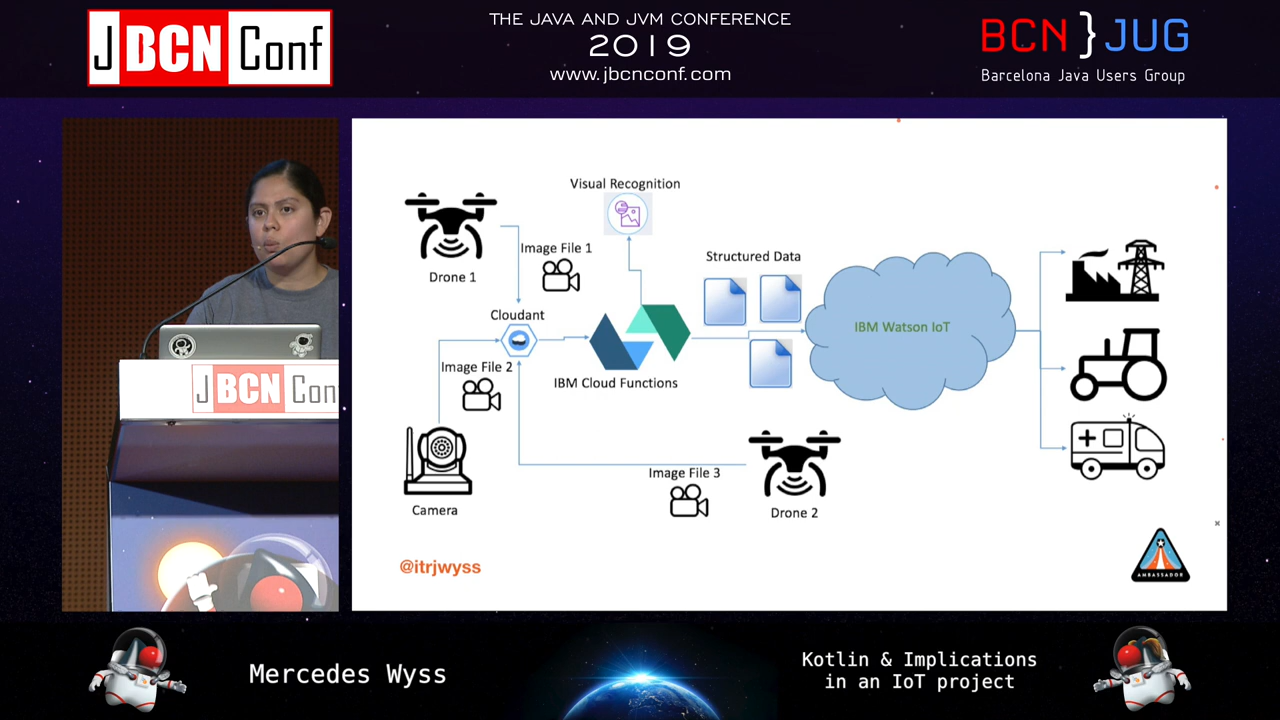 JBCNConf
THE JAVA AND JVM CONFERENCE
2019
www.jbcnconf.com
BCN}JUG
Barcelona Java Users Group
Visual Recognition
Drone 1
Image File 1
Structured Data
Cloudant
IBM Watson IoT
Image File 2
IBM Cloud Functions
JBCNCon
Camera
Image File 3
Drone 2
@itrjwyss
AMBASSADOR
Mercedes Wyss
Kotlin & Implications
in an IoT project